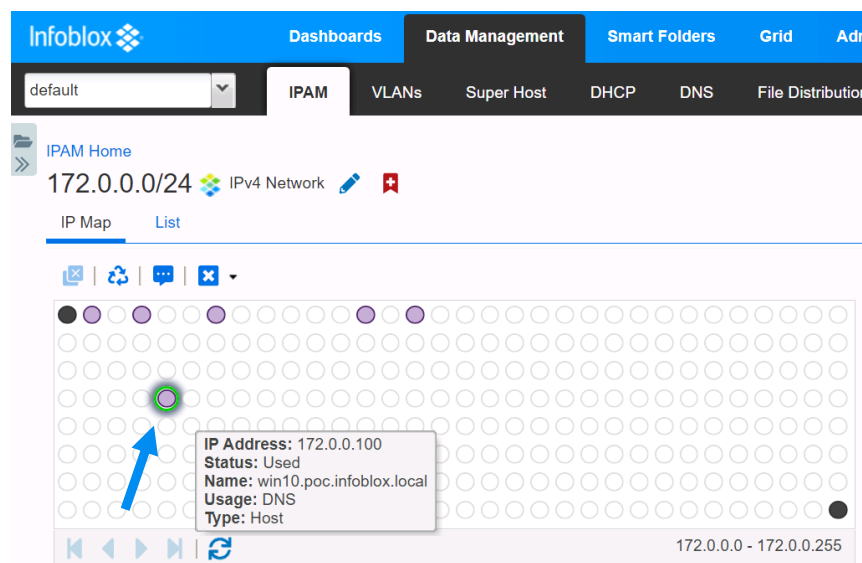 Infoblox
Dashboards Data Management Smart Folders Grid Adr
default IPAM VLANs Super Host DHCP DNS File Distribution
IPAM Home
172.0.0.0/24 IPv4 Network
IP Map List
IP Address: 172.0.0.100
Status: Used
Name: win10.poc.infoblox.local
Usage: DNS
Type: Host
172.0.0.0 - 172.0.0.255